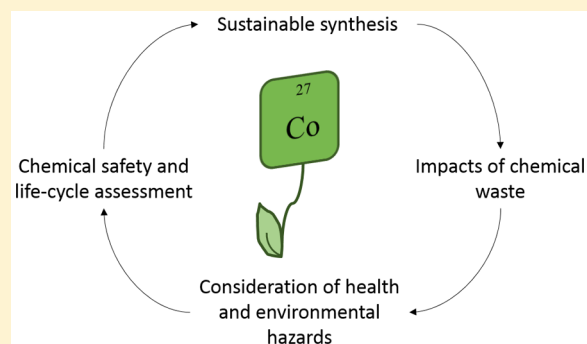 Sustainable synthesis
27
Co
Chemical safety and
life-cycle assessment
Impacts of chemical
waste
Consideration of health
and environmental
hazards